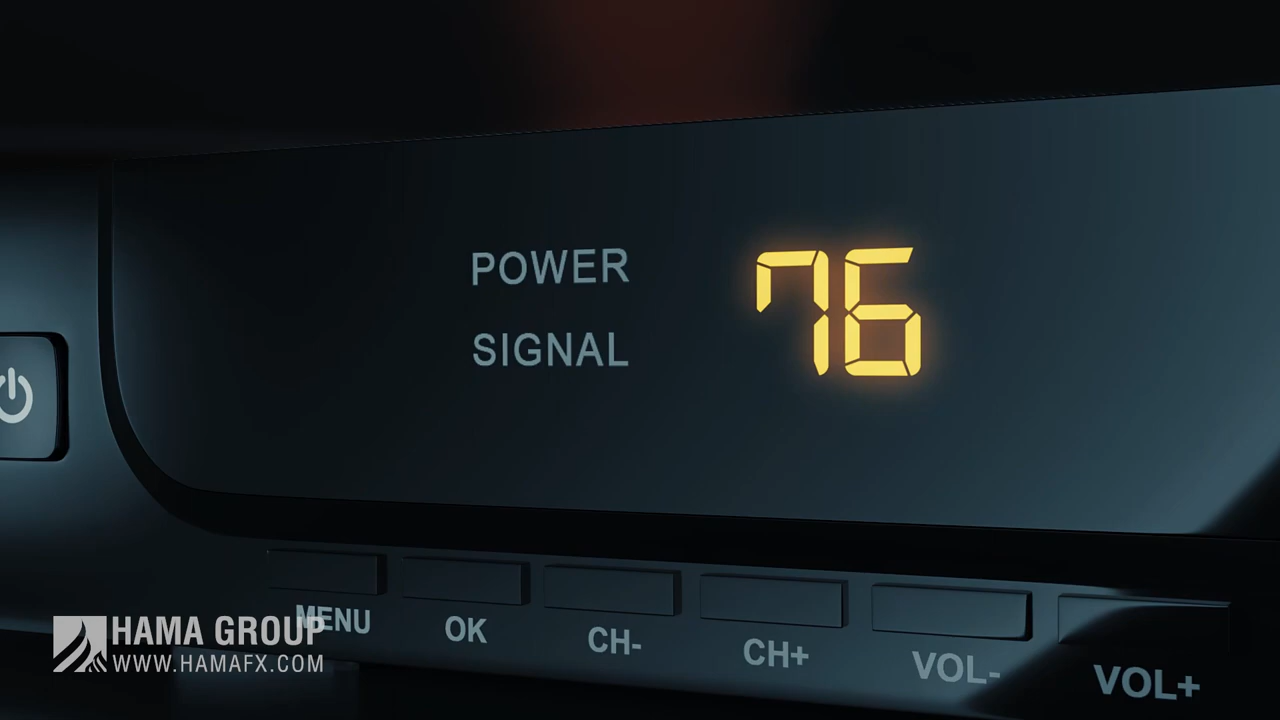 POWER
76
SIGNAL
MENU
OK
CH-
CH+
VOL-
VOL+
HAMA GROUP
WWW.HAMAFX.COM